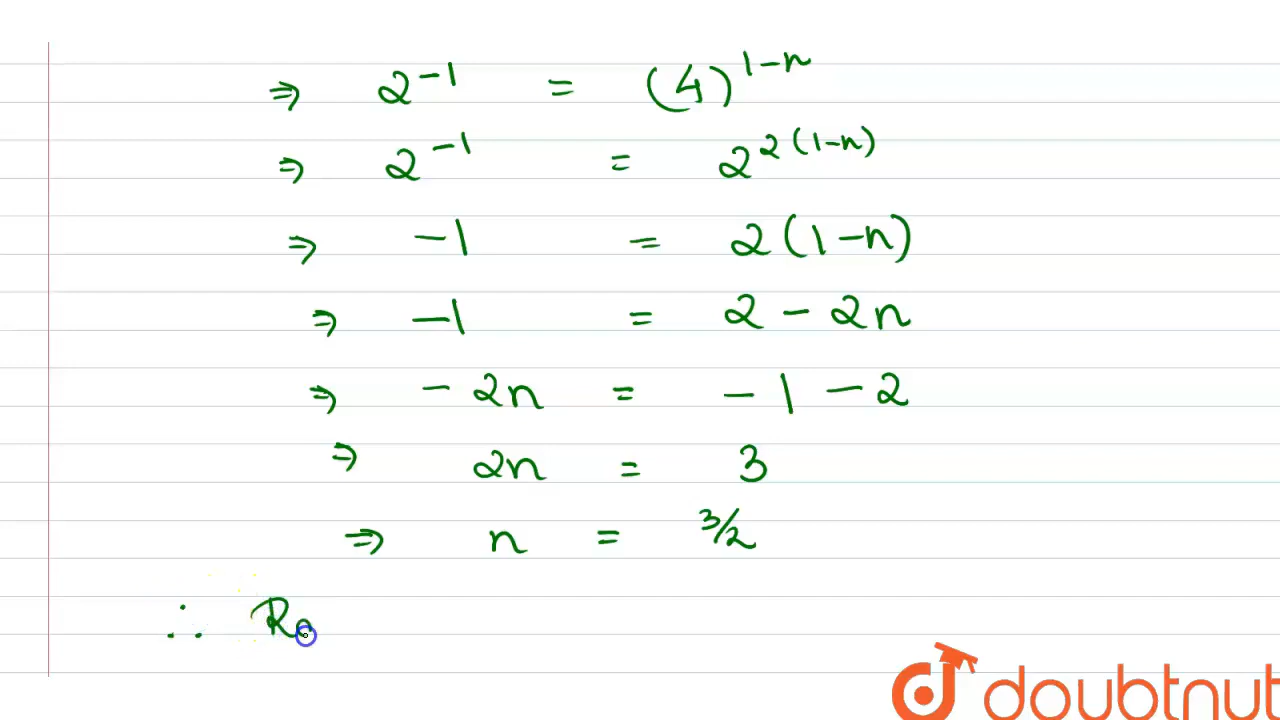 ⇒ 2^{-1} = (4)^{1-n}
⇒ 2^{-1} = 2^{2(1-n)}
⇒ -1 = 2(1-n)
⇒ -1 = 2 - 2n
⇒ -2n = -1 - 2
⇒ 2n = 3
⇒ n = 3/2
∴ Ra
doubtnut